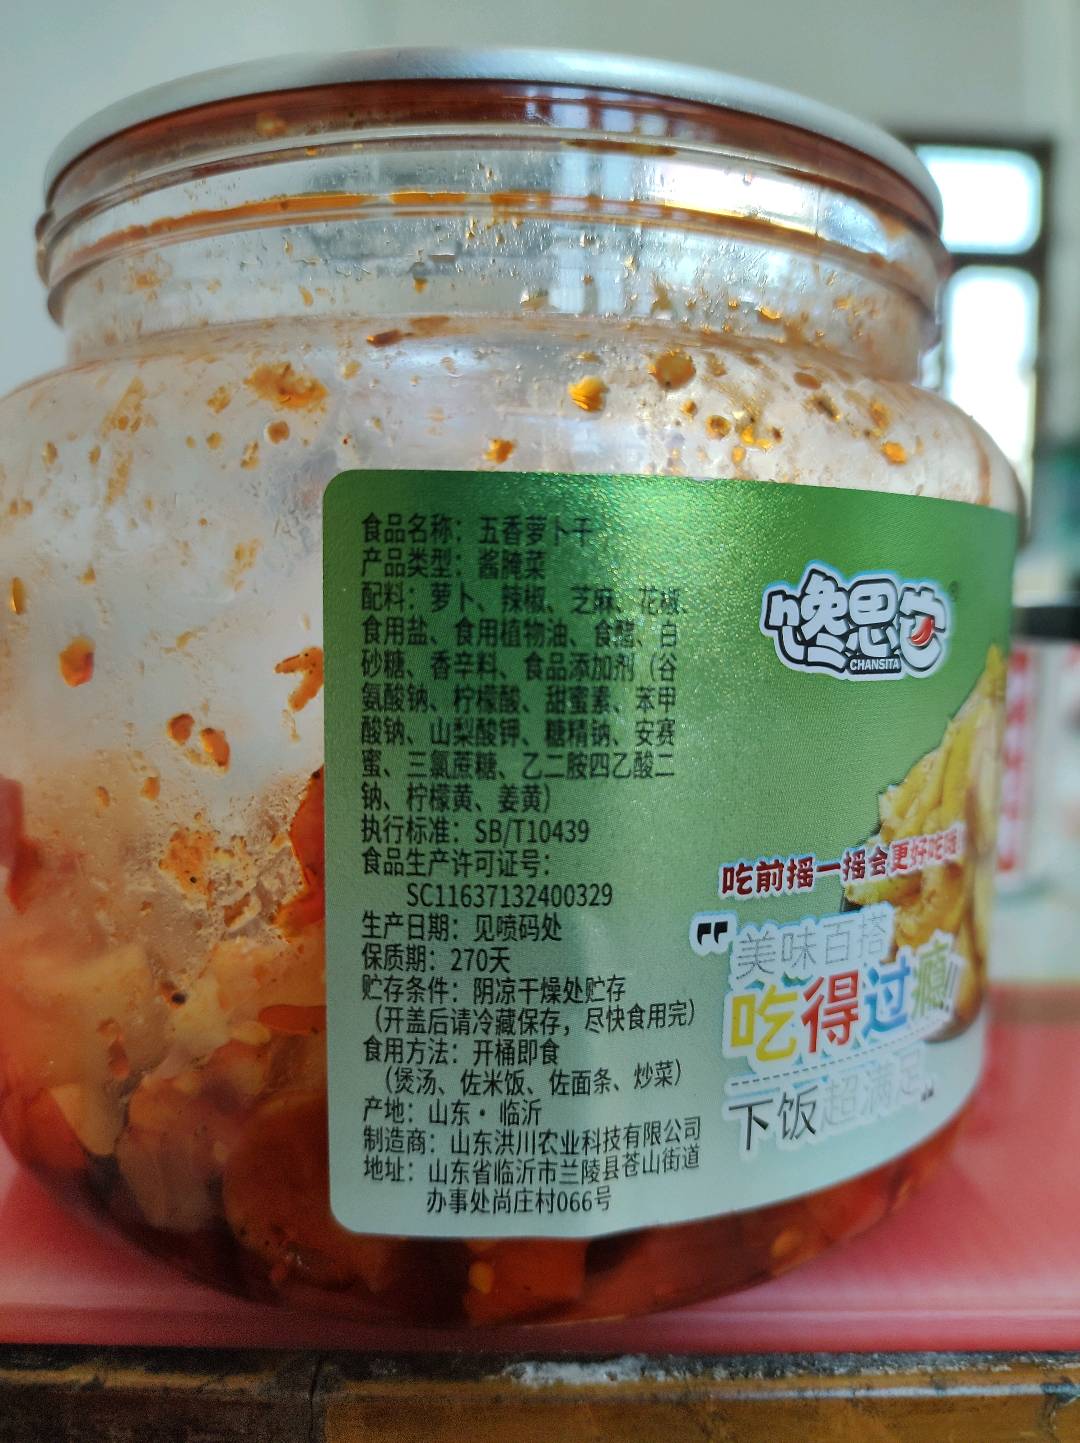 食品名称：五香萝卜干
产品类型：酱腌菜
配料：萝卜、辣椒、芝麻、花椒、
食用盐、食用植物油、食醋、白
砂糖、香辛料、食品添加剂（谷
氨酸钠、柠檬酸、甜蜜素、苯甲
酸钠、山梨酸钾、糖精钠、安赛
蜜、三氯蔗糖、乙二胺四乙酸二
钠、柠檬黄、姜黄）
执行标准：SB/T10439
食品生产许可证号：
SC11637132400329
生产日期：见喷码处
保质期：270天
贮存条件：阴凉干燥处贮存
（开盖后请冷藏保存，尽快食用完）
食用方法：开桶即食
（煲汤、佐米饭、佐面条、炒菜）
产地：山东·临沂
制造商：山东洪川农业科技有限公司
地址：山东省临沂市兰陵县苍山街道
办事处尚庄村066号
馋思
CHANSITA
吃前摇一摇会更好吃哦
"美味百搭
吃得过瘾!!
下饭超满足"